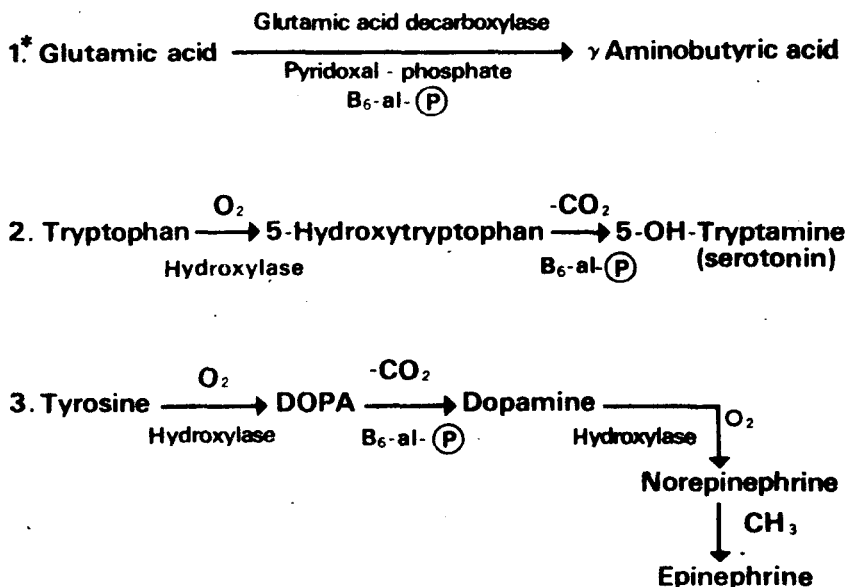 Glutamic acid decarboxylase
1.* Glutamic acid γ Aminobutyric acid
Pyridoxal - phosphate
B₆-al-Ⓟ
O₂ -CO₂
2. Tryptophan 5-Hydroxytryptophan 5-OH-Tryptamine
Hydroxylase B₆-al-Ⓟ (serotonin)
O₂ -CO₂
3. Tyrosine DOPA Dopamine O₂
Hydroxylase B₆-al-Ⓟ Hydroxylase
Norepinephrine
CH₃
Epinephrine